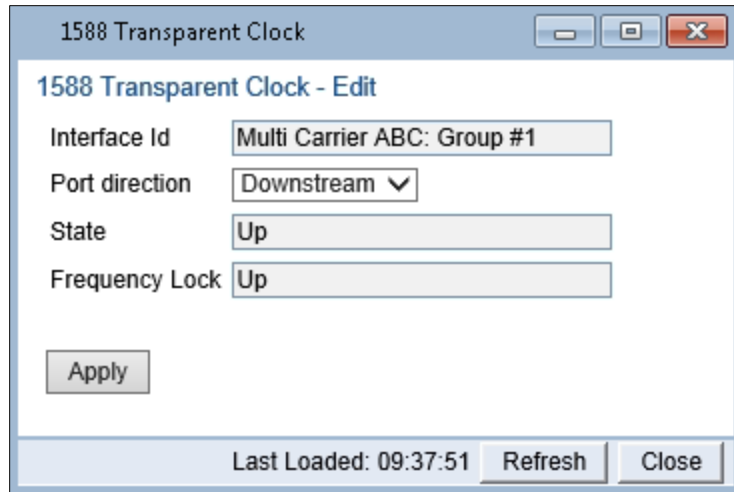 1588 Transparent Clock
1588 Transparent Clock - Edit
Interface Id Multi Carrier ABC: Group #1
Port direction Downstream
State Up
Frequency Lock Up
Apply
Last Loaded: 09:37:51 Refresh Close